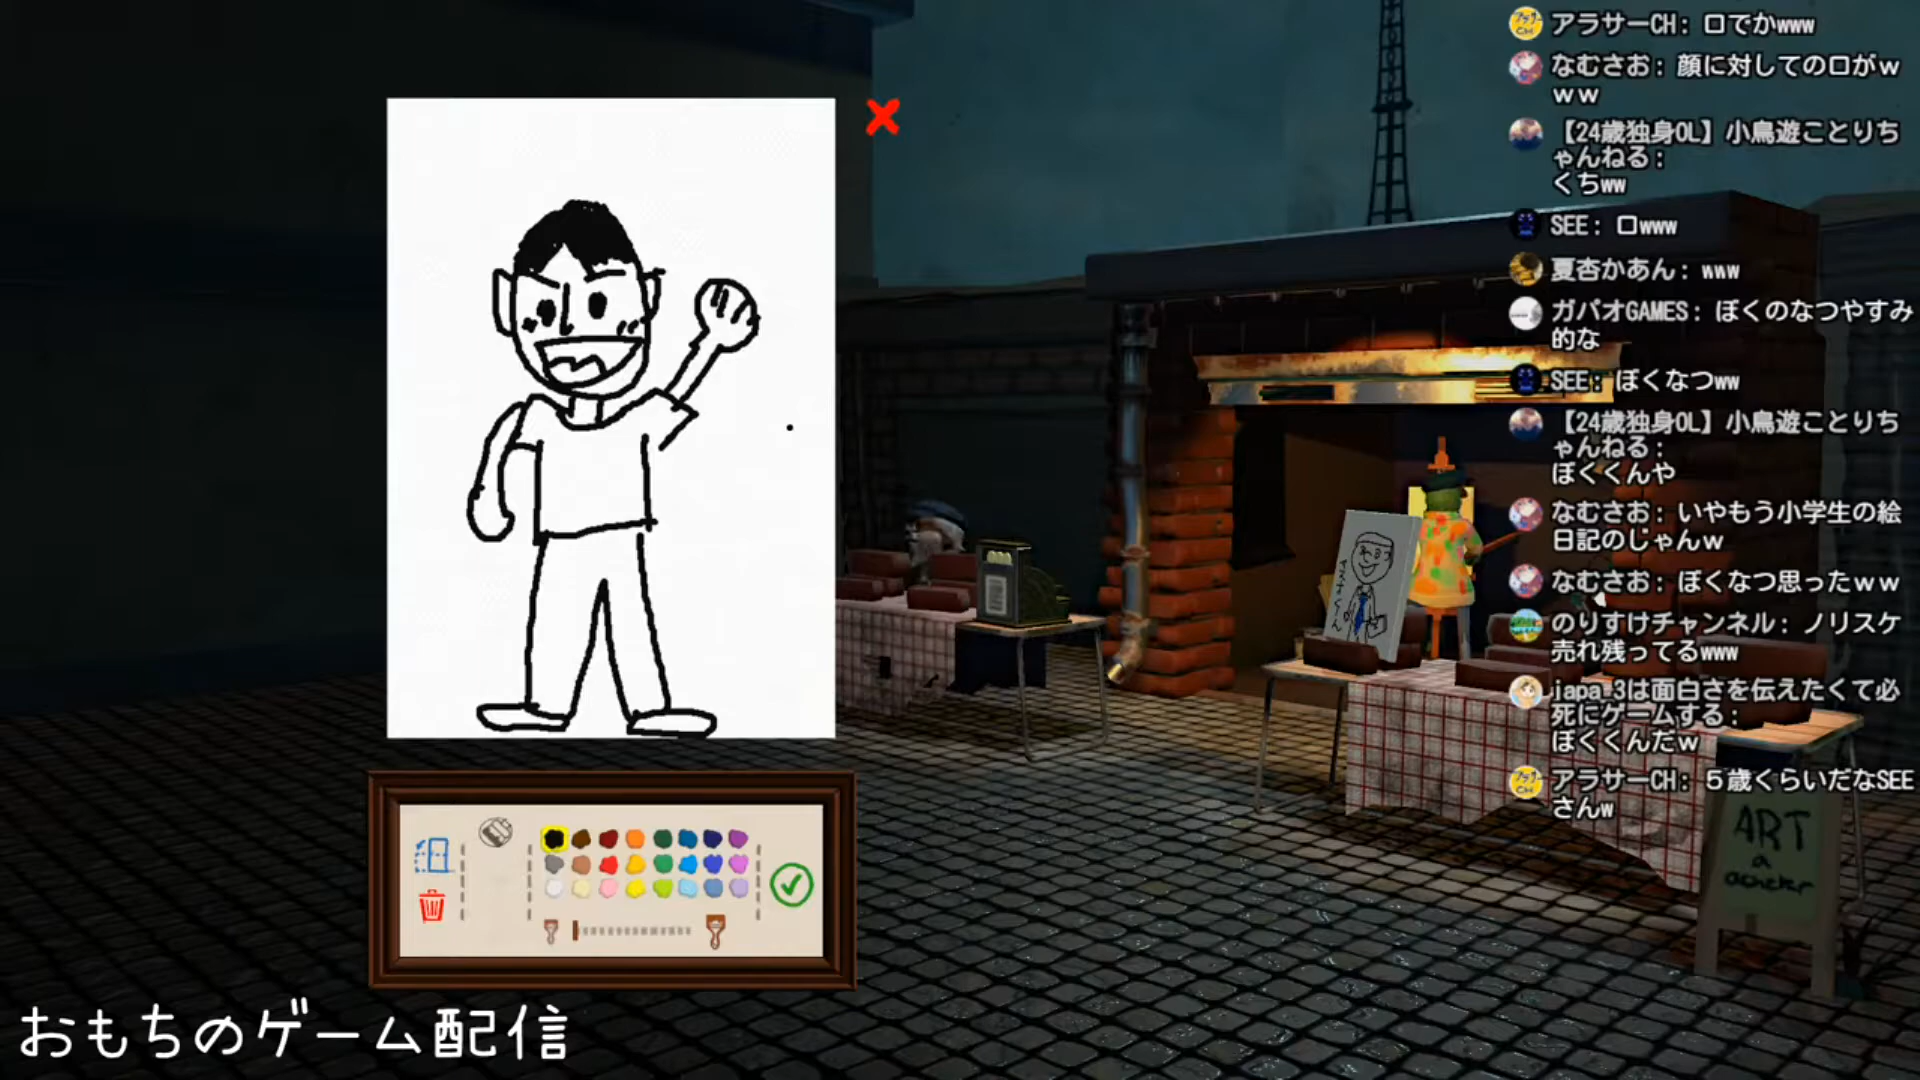 アラサーCH: 口でかwww
なむさお: 顔に対しての口がｗ
ｗｗ
【24歳独身OL】小鳥遊ことりち
ゃんねる:
くちww
SEE: 口www
夏杏かあん: www
ガパオGAMES: ぼくのなつやすみ
的な
SEE: ぼくなつww
【24歳独身OL】小鳥遊ことりち
ゃんねる:
ぼくくんや
なむさお: いやもう小学生の絵
日記のじゃんｗ
なむさお: ぼくなつ思ったｗｗ
のりすけチャンネル: ノリスケ
売れ残ってるwww
japa_3は面白さを伝えたくて必
死にゲームする:
ぼくくんだｗ
アラサーCH: ５歳くらいだなSEE
さんw
ART
a
acheter
おもちのゲーム配信